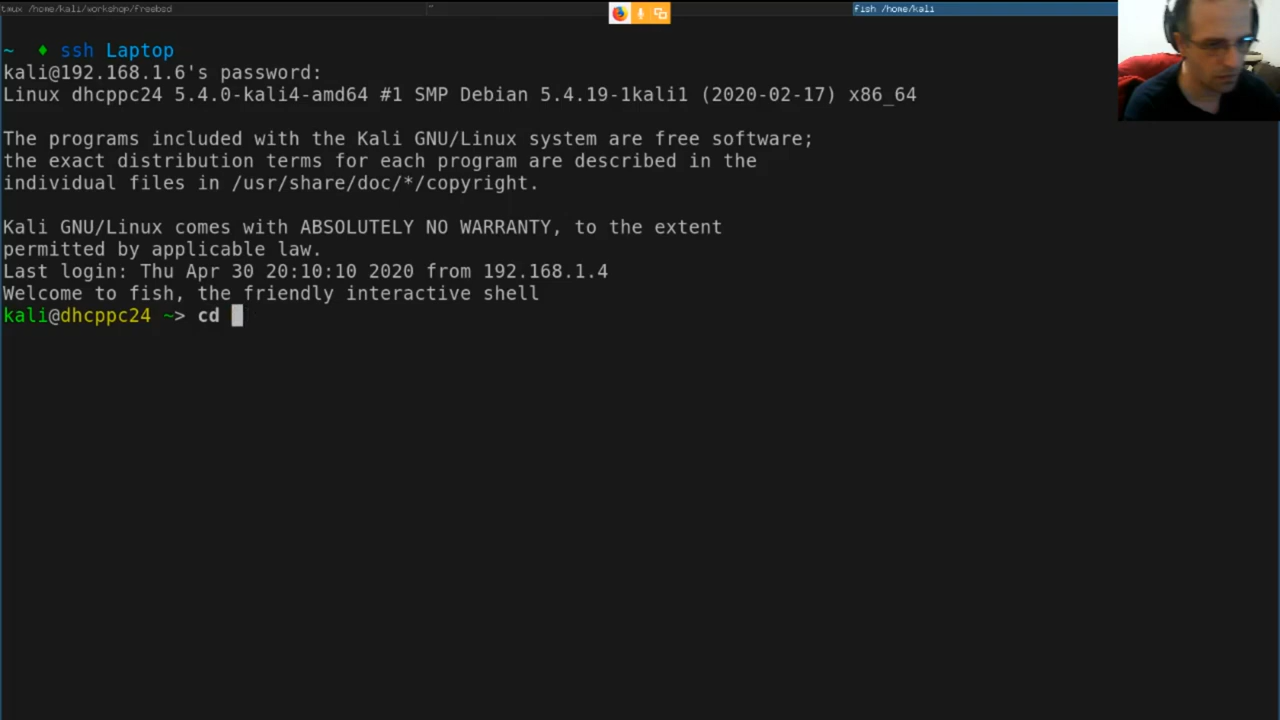 tmux /home/kali/workshop/freebsd
~
fish /home/kali
~ ♦ ssh Laptop
kali@192.168.1.6's password:
Linux dhcppc24 5.4.0-kali4-amd64 #1 SMP Debian 5.4.19-1kali1 (2020-02-17) x86_64
The programs included with the Kali GNU/Linux system are free software;
the exact distribution terms for each program are described in the
individual files in /usr/share/doc/*/copyright.
Kali GNU/Linux comes with ABSOLUTELY NO WARRANTY, to the extent
permitted by applicable law.
Last login: Thu Apr 30 20:10:10 2020 from 192.168.1.4
Welcome to fish, the friendly interactive shell
kali@dhcppc24 ~> cd